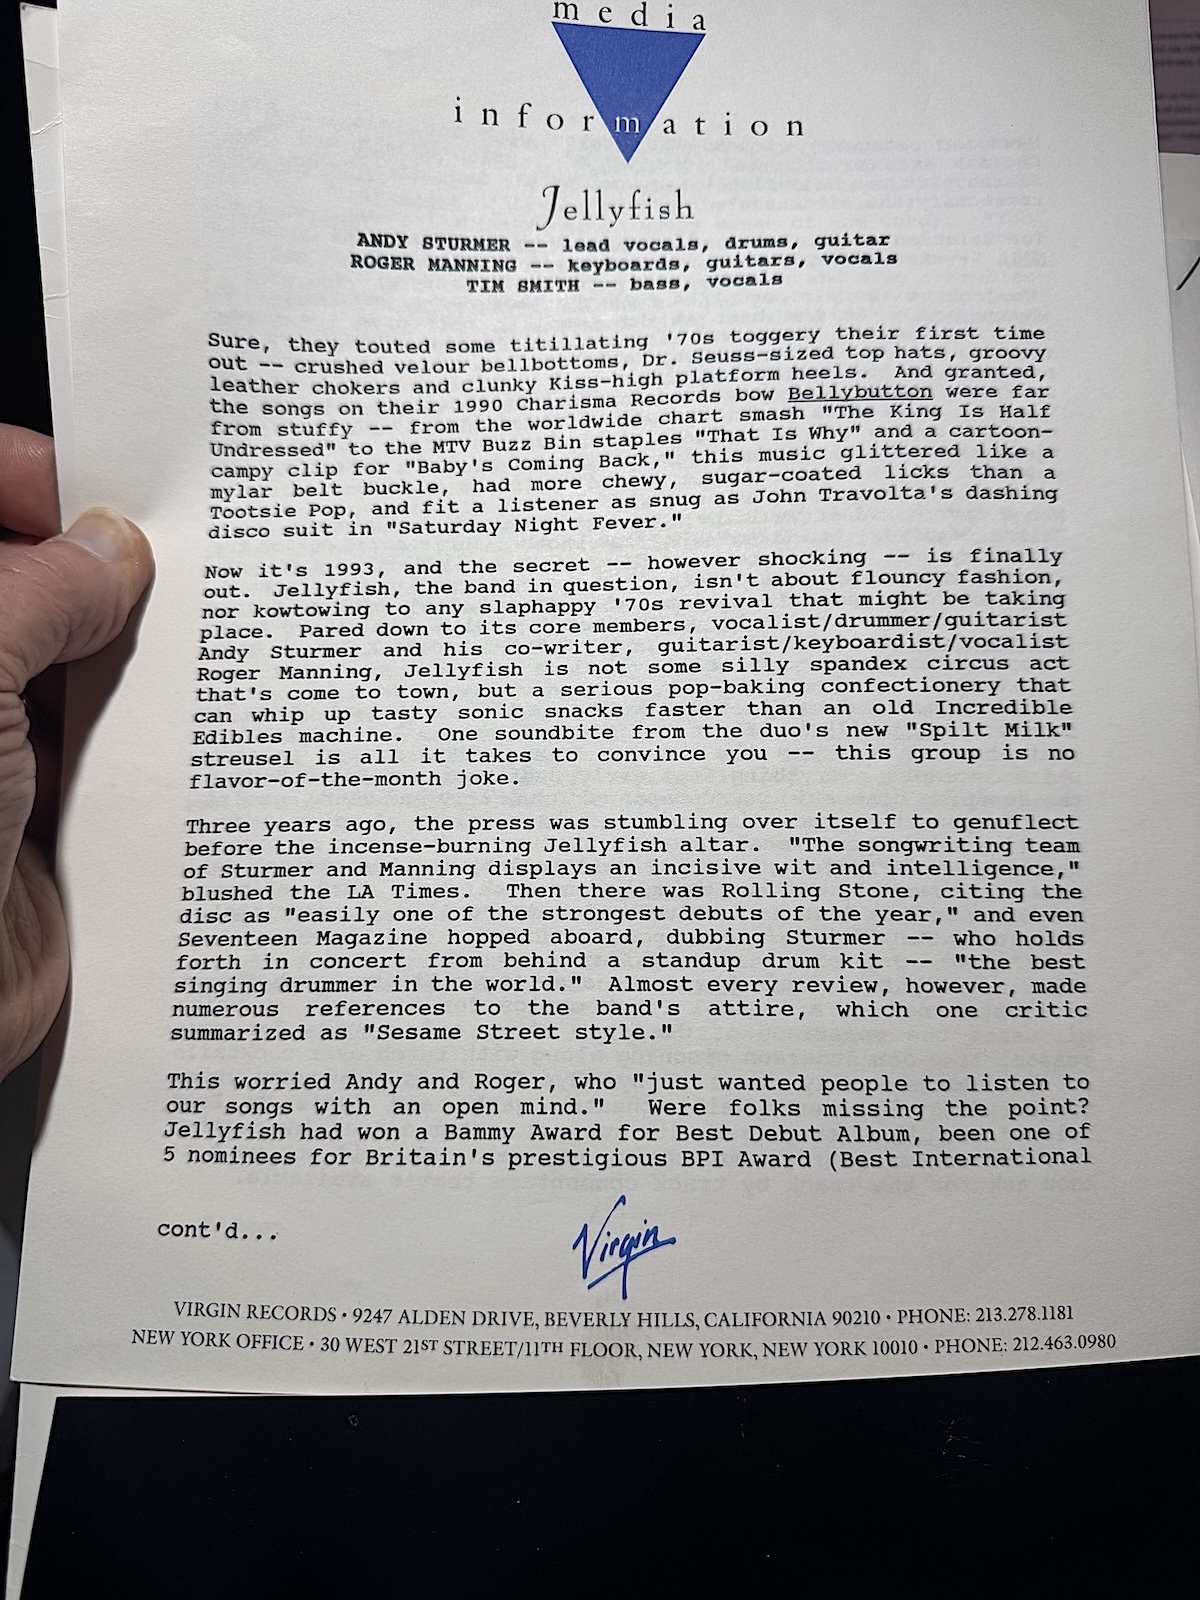 media
information
Jellyfish
ANDY STURMER -- lead vocals, drums, guitar
ROGER MANNING -- keyboards, guitars, vocals
TIM SMITH -- bass, vocals
Sure, they touted some titillating '70s toggery their first time
out -- crushed velour bellbottoms, Dr. Seuss-sized top hats, groovy
leather chokers and clunky Kiss-high platform heels. And granted,
the songs on their 1990 Charisma Records bow Bellybutton were far
from stuffy -- from the worldwide chart smash "The King Is Half
Undressed" to the MTV Buzz Bin staples "That Is Why" and a cartoon-
campy clip for "Baby's Coming Back," this music glittered like a
mylar belt buckle, had more chewy, sugar-coated licks than a
Tootsie Pop, and fit a listener as snug as John Travolta's dashing
disco suit in "Saturday Night Fever."
Now it's 1993, and the secret -- however shocking -- is finally
out. Jellyfish, the band in question, isn't about flouncy fashion,
nor kowtowing to any slaphappy '70s revival that might be taking
place. Pared down to its core members, vocalist/drummer/guitarist
Andy Sturmer and his co-writer, guitarist/keyboardist/vocalist
Roger Manning, Jellyfish is not some silly spandex circus act
that's come to town, but a serious pop-baking confectionery that
can whip up tasty sonic snacks faster than an old Incredible
Edibles machine. One soundbite from the duo's new "Spilt Milk"
streusel is all it takes to convince you -- this group is no
flavor-of-the-month joke.
Three years ago, the press was stumbling over itself to genuflect
before the incense-burning Jellyfish altar. "The songwriting team
of Sturmer and Manning displays an incisive wit and intelligence,"
blushed the LA Times. Then there was Rolling Stone, citing the
disc as "easily one of the strongest debuts of the year," and even
Seventeen Magazine hopped aboard, dubbing Sturmer -- who holds
forth in concert from behind a standup drum kit -- "the best
singing drummer in the world." Almost every review, however, made
numerous references to the band's attire, which one critic
summarized as "Sesame Street style."
This worried Andy and Roger, who "just wanted people to listen to
our songs with an open mind." Were folks missing the point?
Jellyfish had won a Bammy Award for Best Debut Album, been one of
5 nominees for Britain's prestigious BPI Award (Best International
cont'd...
Virgin
VIRGIN RECORDS • 9247 ALDEN DRIVE, BEVERLY HILLS, CALIFORNIA 90210 • PHONE: 213.278.1181
NEW YORK OFFICE • 30 WEST 21ST STREET/11TH FLOOR, NEW YORK, NEW YORK 10010 • PHONE: 212.463.0980